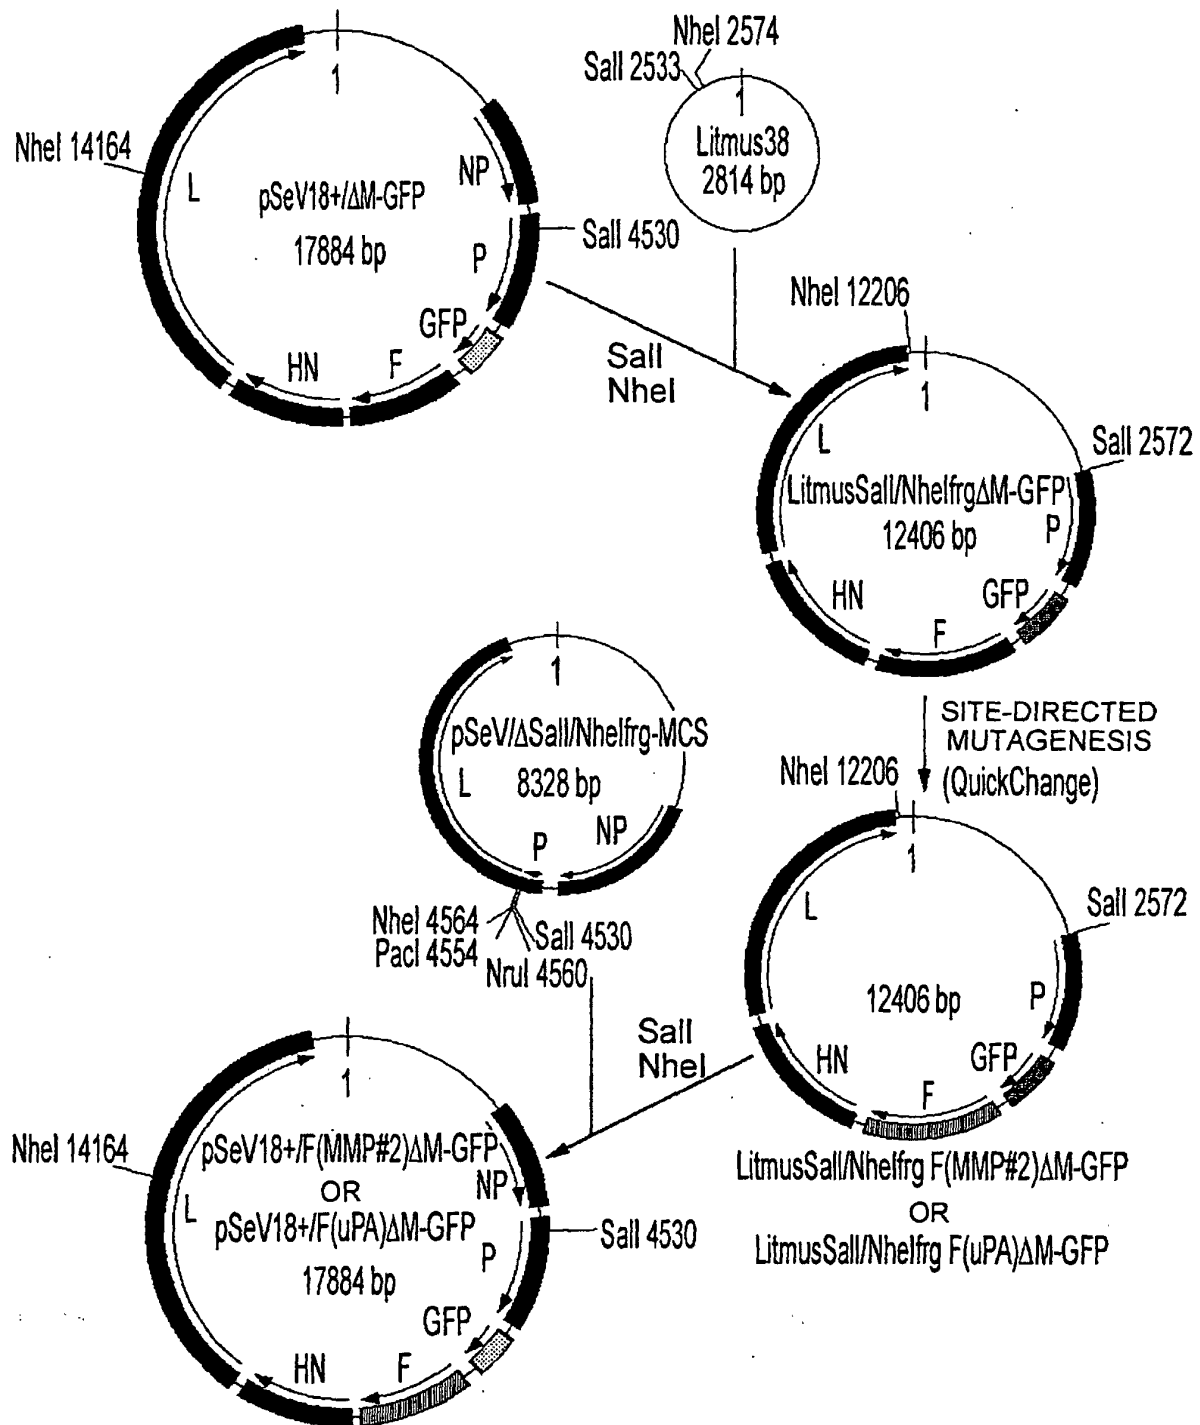 NheI 2574
SalI 2533
1
Litmus38
2814 bp
1
NheI 14164
L
NP
pSeV18+/ΔM-GFP
17884 bp
SalI 4530
P
GFP
HN
F
SalI
NheI
NheI 12206
1
L
SalI 2572
LitmusSalI/NheIfrgΔM-GFP
12406 bp
P
HN
GFP
F
SITE-DIRECTED
MUTAGENESIS
(QuickChange)
1
pSeV/ΔSalI/NheIfrg-MCS
8328 bp
L
NP
P
NheI 4564
PacI 4554
SalI 4530
NruI 4560
NheI 12206
1
L
SalI 2572
12406 bp
P
HN
GFP
F
LitmusSalI/NheIfrg F(MMP#2)ΔM-GFP
OR
LitmusSalI/NheIfrg F(uPA)ΔM-GFP
SalI
NheI
1
NheI 14164
L
pSeV18+/F(MMP#2)ΔM-GFP
NP
OR
pSeV18+/F(uPA)ΔM-GFP
17884 bp
SalI 4530
P
GFP
HN
F